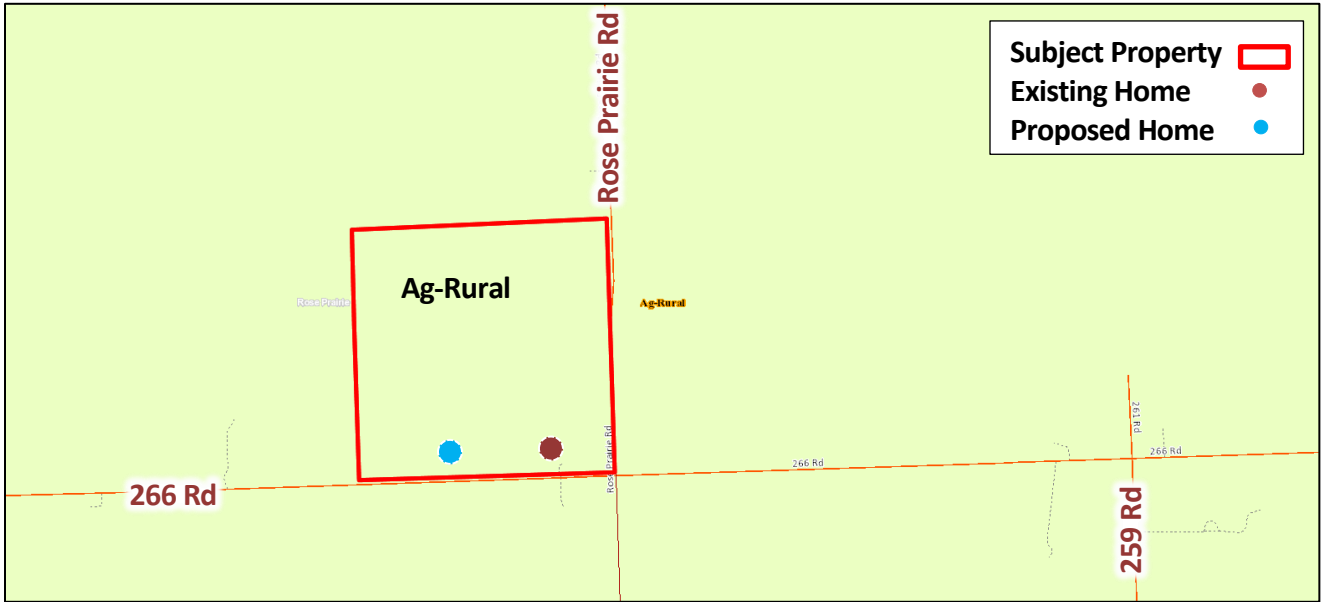 Rose Prairie Rd
Subject Property
Existing Home
Proposed Home
Ag-Rural
Rose Prairie
Ag-Rural
261 Rd
Rose Prairie Rd
266 Rd
266 Rd
266 Rd
259 Rd